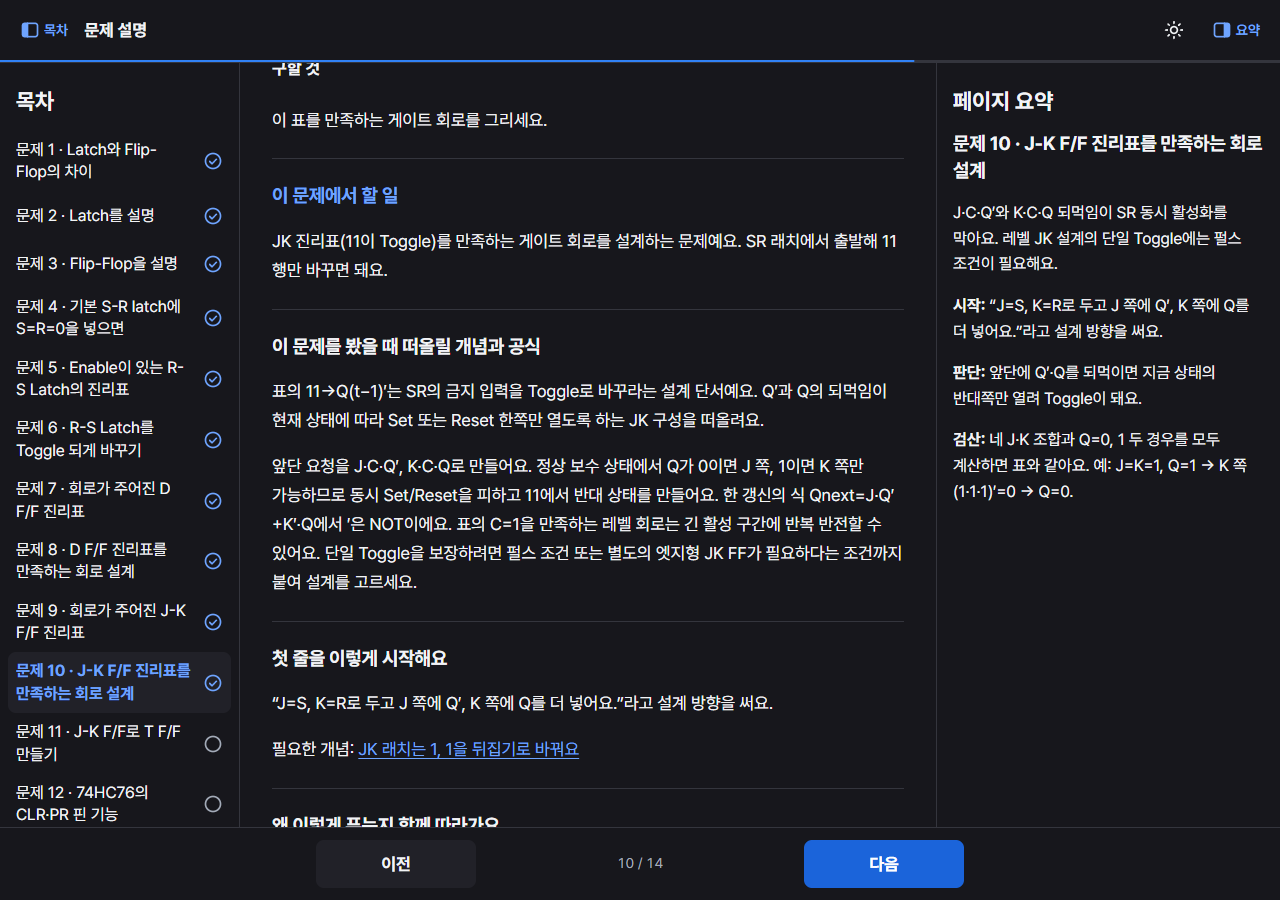 목차
문제 설명
요약
목차
문제 1 · Latch와 Flip-
Flop의 차이
문제 2 · Latch를 설명
문제 3 · Flip-Flop을 설명
문제 4 · 기본 S-R latch에
S=R=0을 넣으면
문제 5 · Enable이 있는 R-
S Latch의 진리표
문제 6 · R-S Latch를
Toggle 되게 바꾸기
문제 7 · 회로가 주어진 D
F/F 진리표
문제 8 · D F/F 진리표를
만족하는 회로 설계
문제 9 · 회로가 주어진 J-K
F/F 진리표
문제 10 · J-K F/F 진리표를
만족하는 회로 설계
문제 11 · J-K F/F로 T F/F
만들기
문제 12 · 74HC76의
CLR·PR 핀 기능
구할 것
이 표를 만족하는 게이트 회로를 그리세요.
이 문제에서 할 일
JK 진리표(11이 Toggle)를 만족하는 게이트 회로를 설계하는 문제예요. SR 래치에서 출발해 11
행만 바꾸면 돼요.
이 문제를 봤을 때 떠올릴 개념과 공식
표의 11→Q(t−1)′는 SR의 금지 입력을 Toggle로 바꾸라는 설계 단서예요. Q′과 Q의 되먹임이
현재 상태에 따라 Set 또는 Reset 한쪽만 열도록 하는 JK 구성을 떠올려요.
앞단 요청을 J·C·Q′, K·C·Q로 만들어요. 정상 보수 상태에서 Q가 0이면 J 쪽, 1이면 K 쪽만
가능하므로 동시 Set/Reset을 피하고 11에서 반대 상태를 만들어요. 한 갱신의 식 Qnext=J·Q′
+K′·Q에서 ′은 NOT이에요. 표의 C=1을 만족하는 레벨 회로는 긴 활성 구간에 반복 반전할 수
있어요. 단일 Toggle을 보장하려면 펄스 조건 또는 별도의 엣지형 JK FF가 필요하다는 조건까지
붙여 설계를 고르세요.
첫 줄을 이렇게 시작해요
“J=S, K=R로 두고 J 쪽에 Q′, K 쪽에 Q를 더 넣어요.”라고 설계 방향을 써요.
필요한 개념: JK 래치는 1, 1을 뒤집기로 바꿔요
왜 이렇게 푸는지 함께 따라가요
페이지 요약
문제 10 · J-K F/F 진리표를 만족하는 회로
설계
J·C·Q′와 K·C·Q 되먹임이 SR 동시 활성화를
막아요. 레벨 JK 설계의 단일 Toggle에는 펄스
조건이 필요해요.
시작: “J=S, K=R로 두고 J 쪽에 Q′, K 쪽에 Q를
더 넣어요.”라고 설계 방향을 써요.
판단: 앞단에 Q′·Q를 되먹이면 지금 상태의
반대쪽만 열려 Toggle이 돼요.
검산: 네 J·K 조합과 Q=0, 1 두 경우를 모두
계산하면 표와 같아요. 예: J=K=1, Q=1 → K 쪽
(1·1·1)′=0 → Q=0.
이전
10 / 14
다음